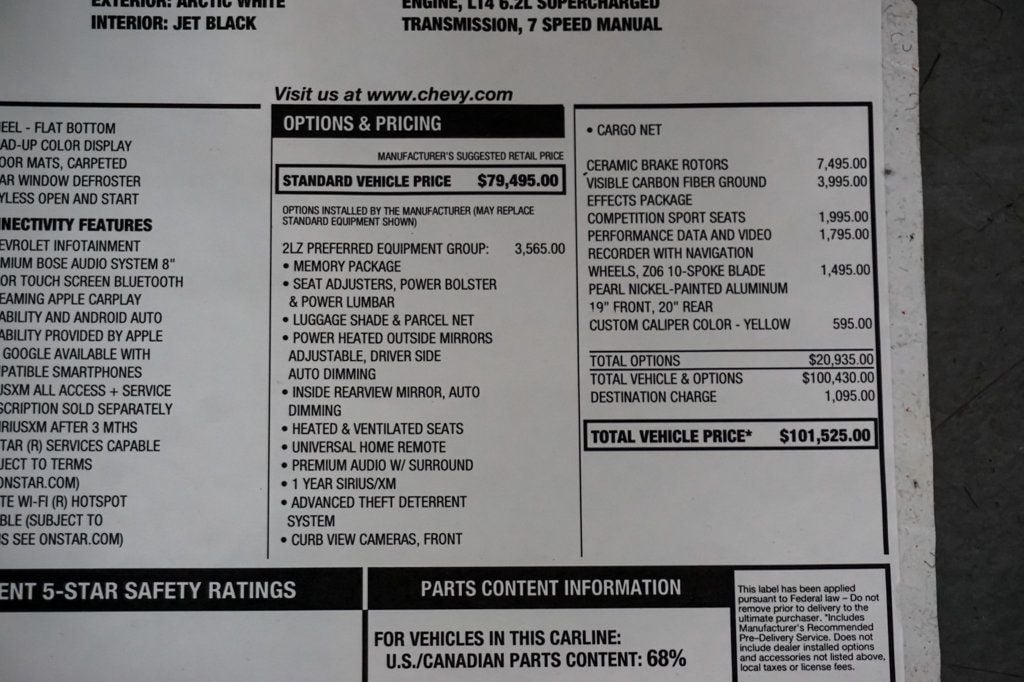 EXTERIOR: ARCTIC WHITE
INTERIOR: JET BLACK
ENGINE, LT4 6.2L SUPERCHARGED
TRANSMISSION, 7 SPEED MANUAL
Visit us at www.chevy.com
EEL - FLAT BOTTOM
AD-UP COLOR DISPLAY
OOR MATS, CARPETED
AR WINDOW DEFROSTER
YLESS OPEN AND START
NNECTIVITY FEATURES
EVROLET INFOTAINMENT
MIUM BOSE AUDIO SYSTEM 8"
OR TOUCH SCREEN BLUETOOTH
EAMING APPLE CARPLAY
ABILITY AND ANDROID AUTO
ABILITY PROVIDED BY APPLE
GOOGLE AVAILABLE WITH
PATIBLE SMARTPHONES
USXM ALL ACCESS + SERVICE
SCRIPTION SOLD SEPARATELY
IRIUSXM AFTER 3 MTHS
TAR (R) SERVICES CAPABLE
JECT TO TERMS
ONSTAR.COM)
TE WI-FI (R) HOTSPOT
BLE (SUBJECT TO
S SEE ONSTAR.COM)
OPTIONS & PRICING
MANUFACTURER'S SUGGESTED RETAIL PRICE
STANDARD VEHICLE PRICE $79,495.00
OPTIONS INSTALLED BY THE MANUFACTURER (MAY REPLACE
STANDARD EQUIPMENT SHOWN)
2LZ PREFERRED EQUIPMENT GROUP: 3,565.00
• MEMORY PACKAGE
• SEAT ADJUSTERS, POWER BOLSTER
& POWER LUMBAR
• LUGGAGE SHADE & PARCEL NET
• POWER HEATED OUTSIDE MIRRORS
ADJUSTABLE, DRIVER SIDE
AUTO DIMMING
• INSIDE REARVIEW MIRROR, AUTO
DIMMING
• HEATED & VENTILATED SEATS
• UNIVERSAL HOME REMOTE
• PREMIUM AUDIO W/ SURROUND
• 1 YEAR SIRIUS/XM
• ADVANCED THEFT DETERRENT
SYSTEM
• CURB VIEW CAMERAS, FRONT
• CARGO NET
CERAMIC BRAKE ROTORS 7,495.00
VISIBLE CARBON FIBER GROUND 3,995.00
EFFECTS PACKAGE
COMPETITION SPORT SEATS 1,995.00
PERFORMANCE DATA AND VIDEO 1,795.00
RECORDER WITH NAVIGATION
WHEELS, Z06 10-SPOKE BLADE 1,495.00
PEARL NICKEL-PAINTED ALUMINUM
19" FRONT, 20" REAR
CUSTOM CALIPER COLOR - YELLOW 595.00
TOTAL OPTIONS $20,935.00
TOTAL VEHICLE & OPTIONS $100,430.00
DESTINATION CHARGE 1,095.00
TOTAL VEHICLE PRICE* $101,525.00
ENT 5-STAR SAFETY RATINGS
PARTS CONTENT INFORMATION
FOR VEHICLES IN THIS CARLINE:
U.S./CANADIAN PARTS CONTENT: 68%
This label has been applied
pursuant to Federal law – Do not
remove prior to delivery to the
ultimate purchaser. *Includes
Manufacturer's Recommended
Pre-Delivery Service. Does not
include dealer installed options
and accessories not listed above,
local taxes or license fees.